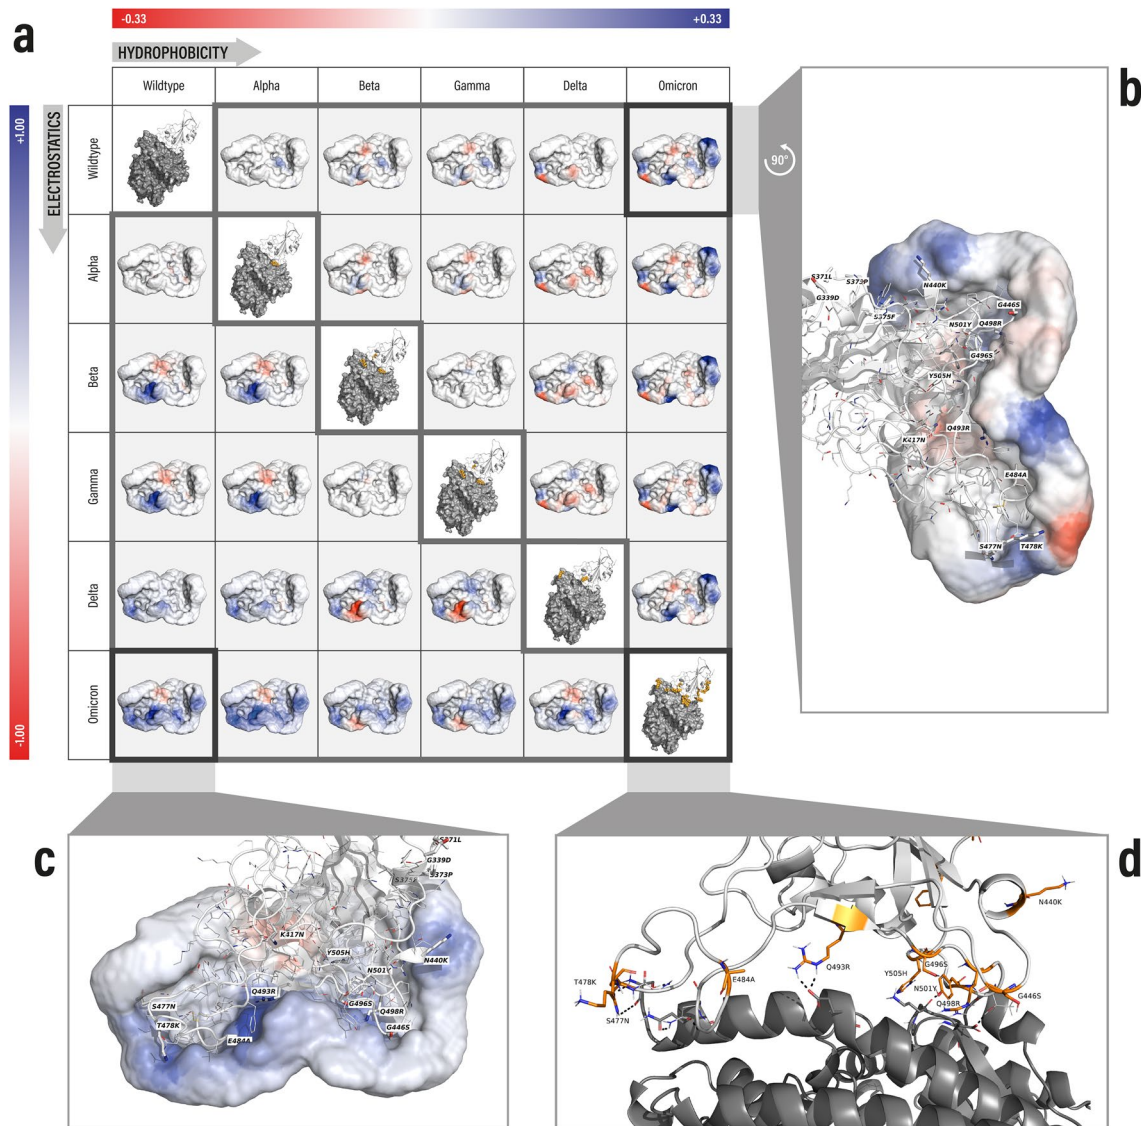 a
-0.33
+0.33
HYDROPHOBICITY
Wildtype
Alpha
Beta
Gamma
Delta
Omicron
+1.00
-1.00
ELECTROSTATICS
Wildtype
Alpha
Beta
Gamma
Delta
Omicron
b
90°
S371L
S373P
G339D
N440K
S375F
G446S
N501Y
Q498R
G496S
Y505H
K417N
Q493R
E484A
S477N
T478K
c
S371L
G339D
S373P
S375F
K417N
Y505H
N440K
N501Y
Q493R
S477N
G496S
Q498R
T478K
G446S
E484A
d
N440K
T478K
E484A
Q493R
G496S
Y505H
N501Y
G446S
Q498R
S477N